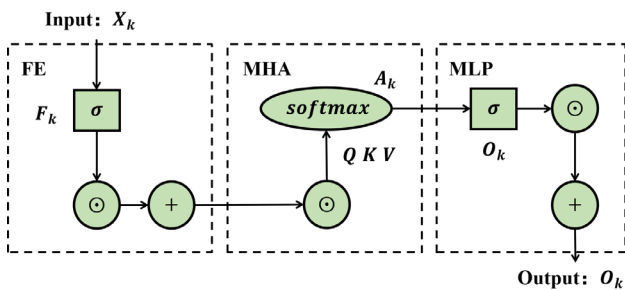 Input: X_k
FE
MHA
MLP
F_k
σ
softmax
A_k
σ
⊙
Q K V
O_k
⊙
+
⊙
+
Output: O_k